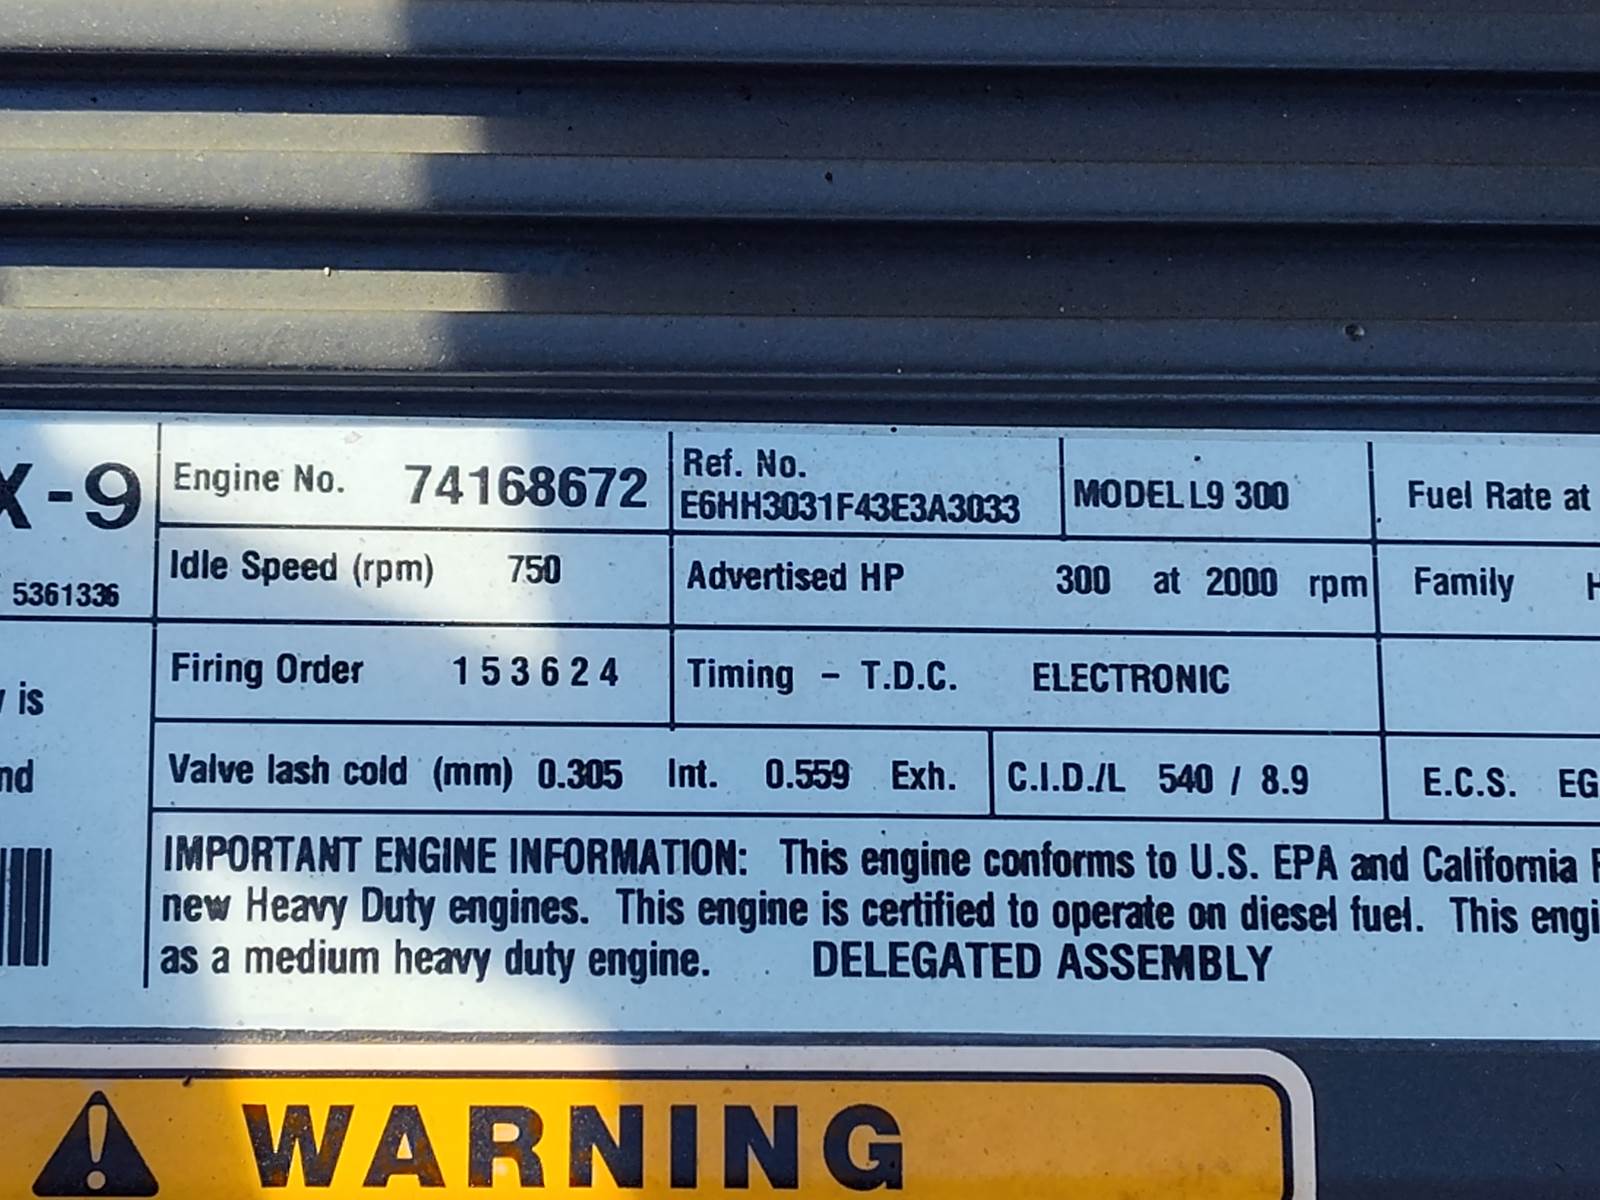 X-9
Engine No. 74168672
Ref. No.
E6HH3031F43E3A3033
MODEL L9 300
Fuel Rate at
5361336
Idle Speed (rpm) 750
Advertised HP 300 at 2000 rpm
Family H
Firing Order 1 5 3 6 2 4
Timing - T.D.C. ELECTRONIC
is
Valve lash cold (mm) 0.305 Int. 0.559 Exh.
C.I.D./L 540 / 8.9
E.C.S. EG
nd
IMPORTANT ENGINE INFORMATION: This engine conforms to U.S. EPA and California
new Heavy Duty engines. This engine is certified to operate on diesel fuel. This engi
as a medium heavy duty engine. DELEGATED ASSEMBLY
WARNING